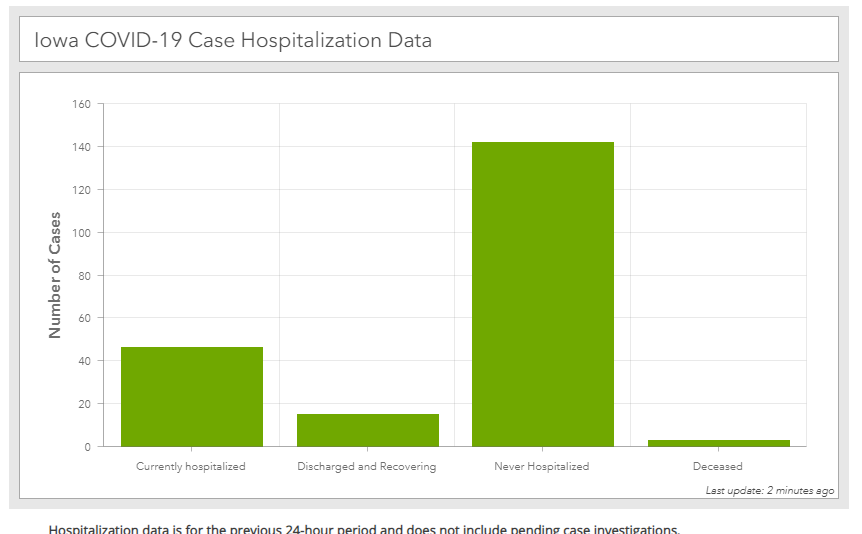 Iowa COVID-19 Case Hospitalization Data
160
140
120
100
80
60
40
20
0
Number of Cases
Currently hospitalized
Discharged and Recovering
Never Hospitalized
Deceased
Last update: 2 minutes ago
Hospitalization data is for the previous 24-hour period and does not include pending case investigations.